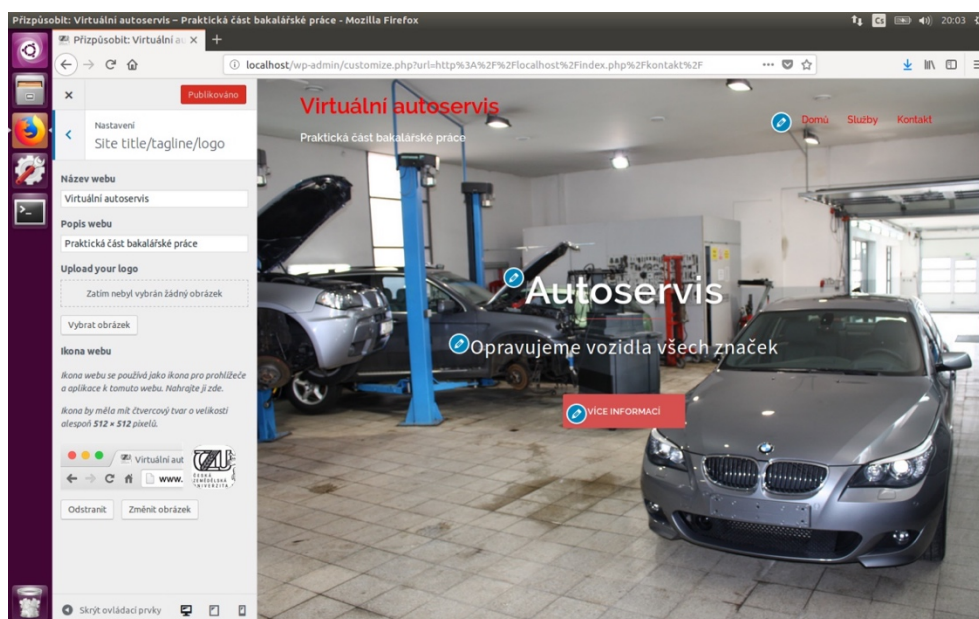 Přizpůsobit: Virtuální autoservis – Praktická část bakalářské práce - Mozilla Firefox
Cs
20:03
Přizpůsobit: Virtuální au
localhost/wp-admin/customize.php?url=http%3A%2F%2Flocalhost%2Findex.php%2Fkontakt%2F
Publikováno
Nastavení
Site title/tagline/logo
Název webu
Virtuální autoservis
Popis webu
Praktická část bakalářské práce
Upload your logo
Zatím nebyl vybrán žádný obrázek
Vybrat obrázek
Ikona webu
Ikona webu se používá jako ikona pro prohlížeče
a aplikace k tomuto webu. Nahrajte ji zde.
Ikona by měla mít čtvercový tvar o velikosti
alespoň 512 × 512 pixelů.
Virtuální aut
www.
ČESKÁ
ZEMĚDĚLSKÁ
UNIVERZITA
Odstranit
Změnit obrázek
Skrýt ovládací prvky
Virtuální autoservis
Praktická část bakalářské práce
Domů
Služby
Kontakt
Autoservis
Opravujeme vozidla všech značek
VÍCE INFORMACÍ